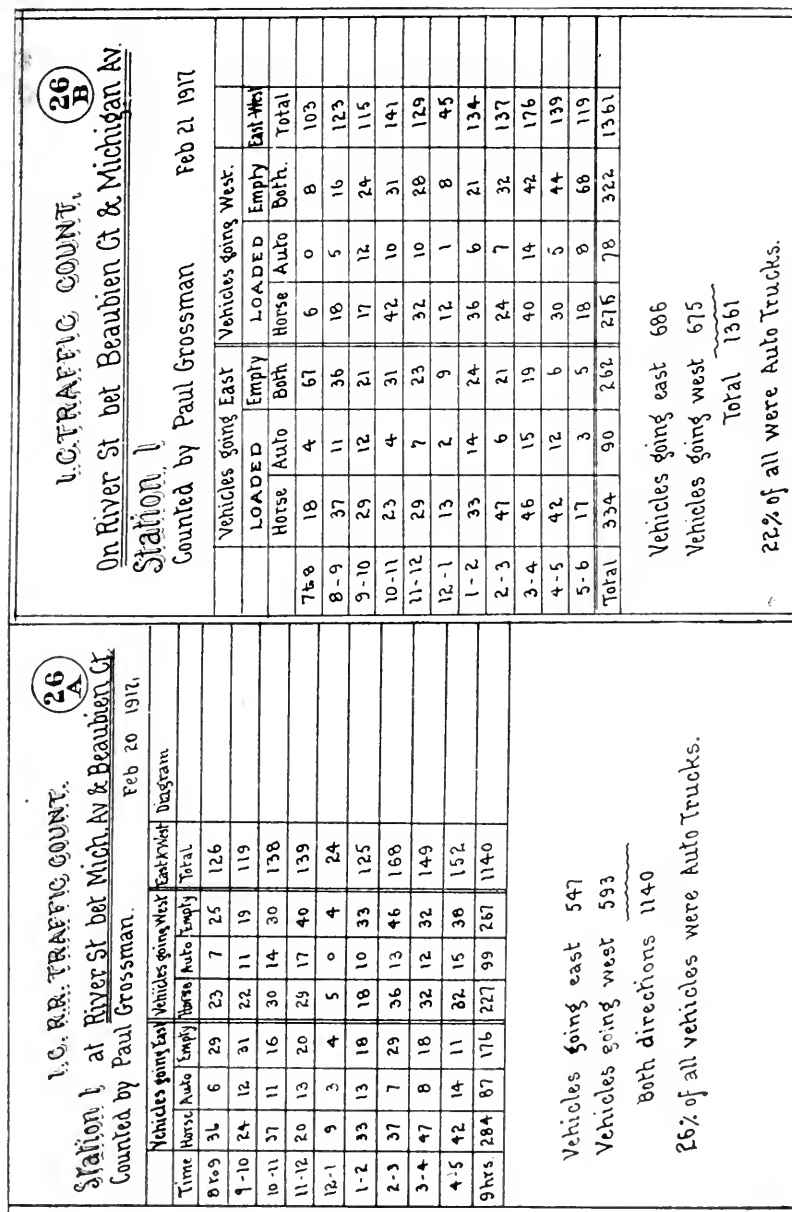 I.C. R.R. TRAFFIC COUNT.
26 A
Station 1 at River St bet Mich. Av & Beaubien Ct.
Counted by Paul Grossman. Feb 20 1912.
Vehicles going East Vehicles going West East & West Diagram
Time Horse Auto Empty Horse Auto Empty Total
8 to 9 36 6 29 23 7 25 126
9-10 24 12 31 22 11 19 119
10-11 37 11 16 30 14 30 138
11-12 20 13 20 29 17 40 139
12-1 9 3 4 5 0 4 24
1-2 33 13 18 18 10 33 125
2-3 37 7 29 36 13 46 168
3-4 47 8 18 32 12 32 149
4-5 42 14 11 32 15 38 152
9 hrs. 284 87 176 227 99 267 1140
Vehicles going east 547
Vehicles going west 593
Both directions 1140
26% of all vehicles were Auto Trucks.
I.C. TRAFFIC COUNT.
26 B
On River St bet Beaubien Ct & Michigan Av.
Station 1
Counted by Paul Grossman Feb 21 1917
Vehicles going East Vehicles going West.
LOADED Empty LOADED Empty East-West
Horse Auto Both Horse Auto Both. Total
7 to 8 18 4 67 6 0 8 103
8-9 37 11 36 18 5 16 123
9-10 29 12 21 17 12 24 115
10-11 23 4 31 42 10 31 141
11-12 29 7 23 32 10 28 129
12-1 13 2 9 12 1 8 45
1-2 33 14 24 36 6 21 134
2-3 47 6 21 24 7 32 137
3-4 46 15 19 40 14 42 176
4-5 42 12 6 30 5 44 139
5-6 17 3 5 18 8 68 119
Total 334 90 262 275 78 322 1361
Vehicles going east 686
Vehicles going west 675
Total 1361
22% of all were Auto Trucks.